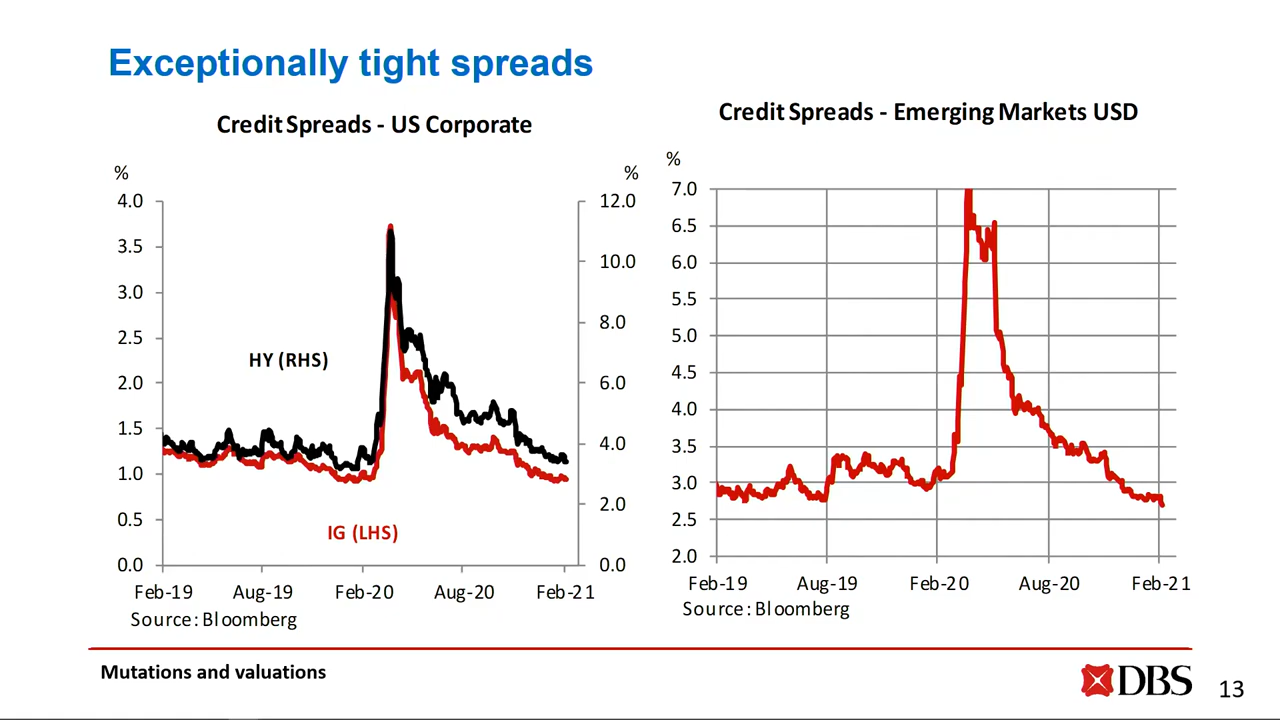 Exceptionally tight spreads
Credit Spreads - US Corporate
%
%
4.0
3.5
3.0
2.5
2.0
1.5
1.0
0.5
0.0
12.0
10.0
8.0
6.0
4.0
2.0
0.0
HY (RHS)
IG (LHS)
Feb-19 Aug-19 Feb-20 Aug-20 Feb-21
Source: Bloomberg
Credit Spreads - Emerging Markets USD
%
7.0
6.5
6.0
5.5
5.0
4.5
4.0
3.5
3.0
2.5
2.0
Feb-19 Aug-19 Feb-20 Aug-20 Feb-21
Source: Bloomberg
Mutations and valuations
DBS
13